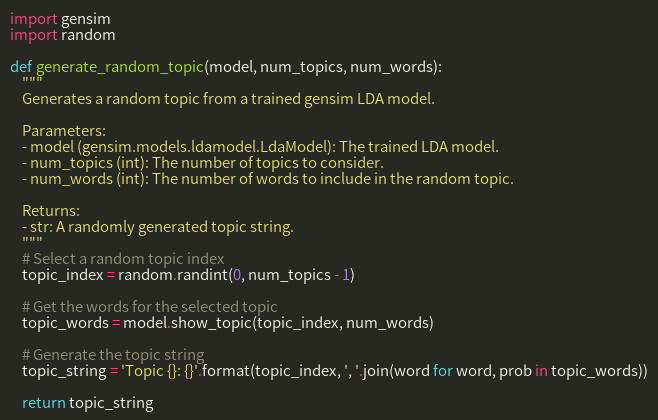 import gensim
import random
def generate_random_topic(model, num_topics, num_words):
"""
Generates a random topic from a trained gensim LDA model.
Parameters:
- model (gensim.models.ldamodel.LdaModel): The trained LDA model.
- num_topics (int): The number of topics to consider.
- num_words (int): The number of words to include in the random topic.
Returns:
- str: A randomly generated topic string.
"""
# Select a random topic index
topic_index = random.randint(0, num_topics - 1)
# Get the words for the selected topic
topic_words = model.show_topic(topic_index, num_words)
# Generate the topic string
topic_string = 'Topic {}: {}'.format(topic_index, ', '.join(word for word, prob in topic_words))
return topic_string